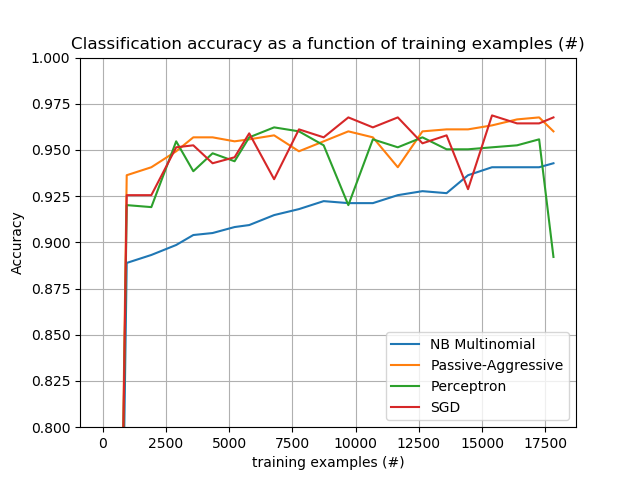 Classification accuracy as a function of training examples (#)
1.000
0.975
0.950
0.925
0.900
0.875
0.850
0.825
0.800
Accuracy
NB Multinomial
Passive-Aggressive
Perceptron
SGD
0 2500 5000 7500 10000 12500 15000 17500
training examples (#)